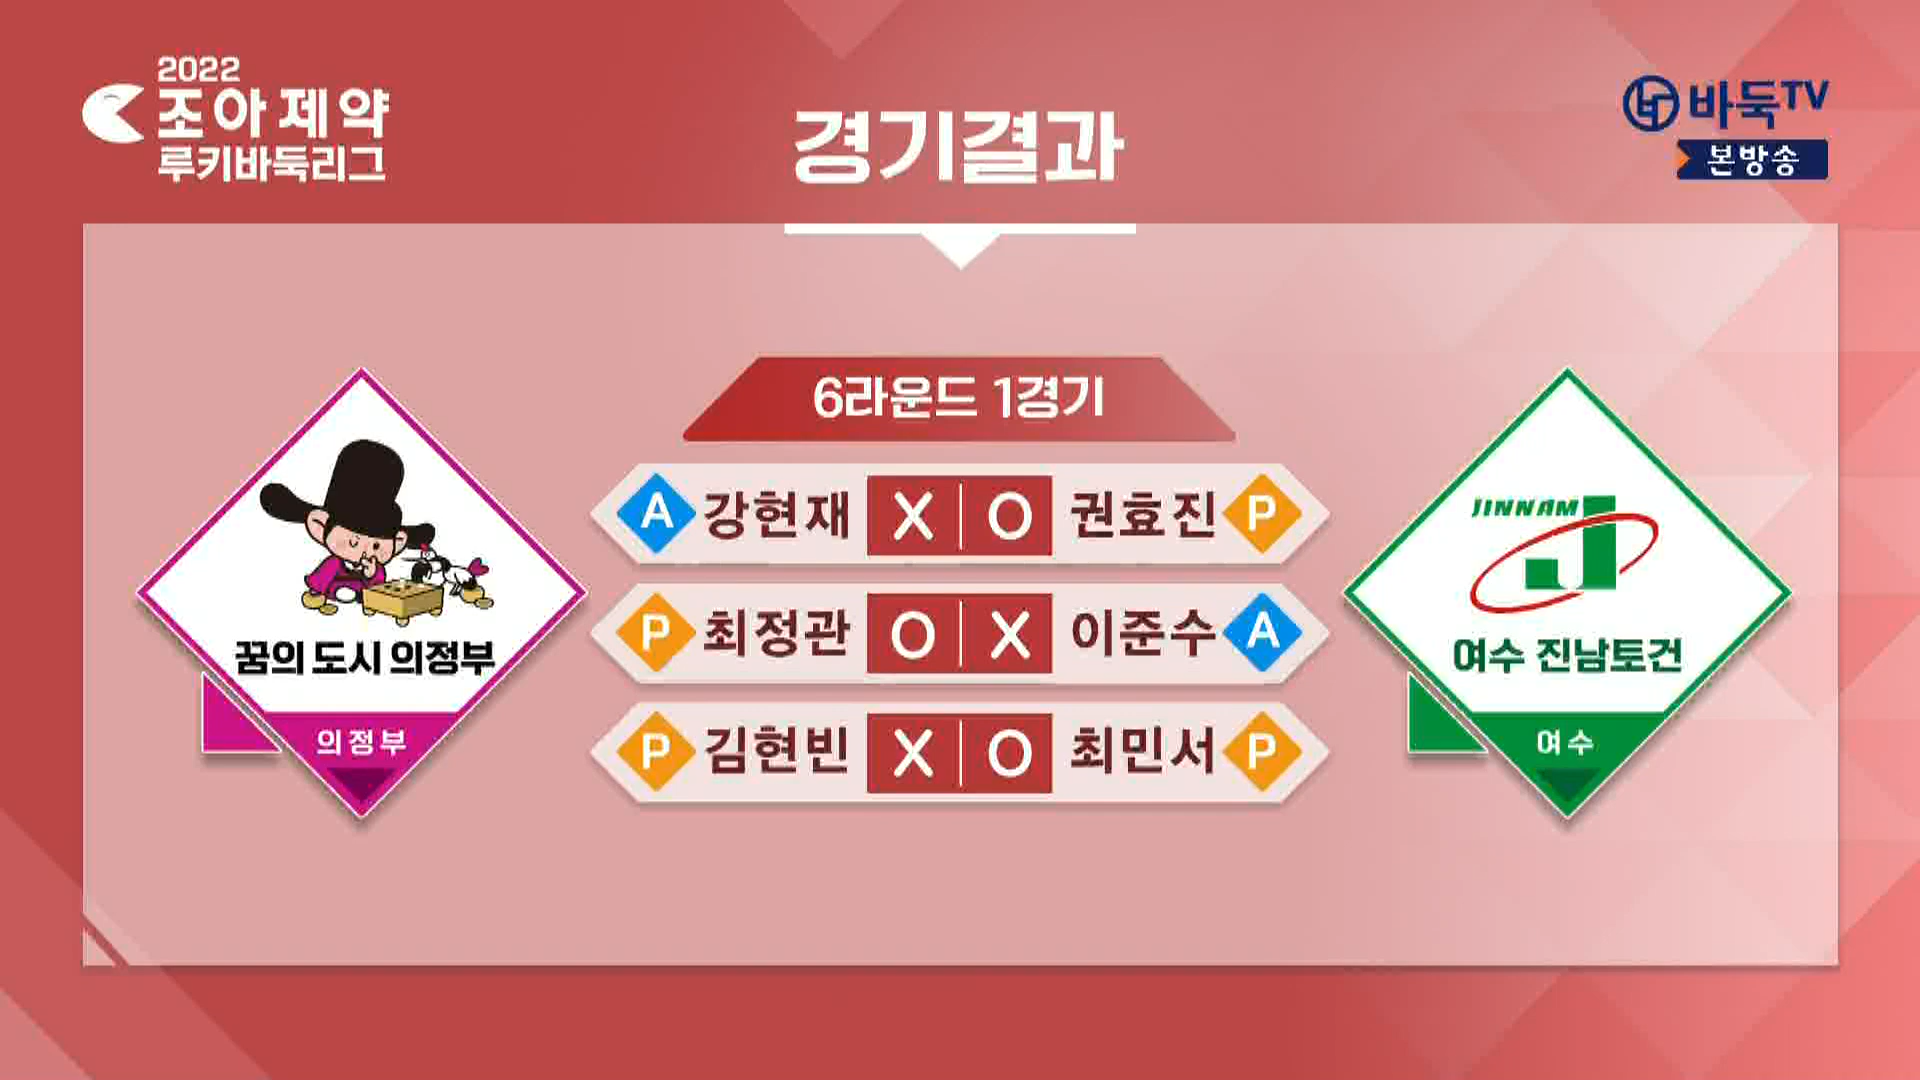 2022
조아제약
루키바둑리그
경기결과
바둑TV
본방송
6라운드 1경기
A 강현재 X O 권효진 P
P 최정관 O X 이준수 A
P 김현빈 X O 최민서 P
꿈의 도시 의정부
의정부
JINNAM
여수 진남토건
여수